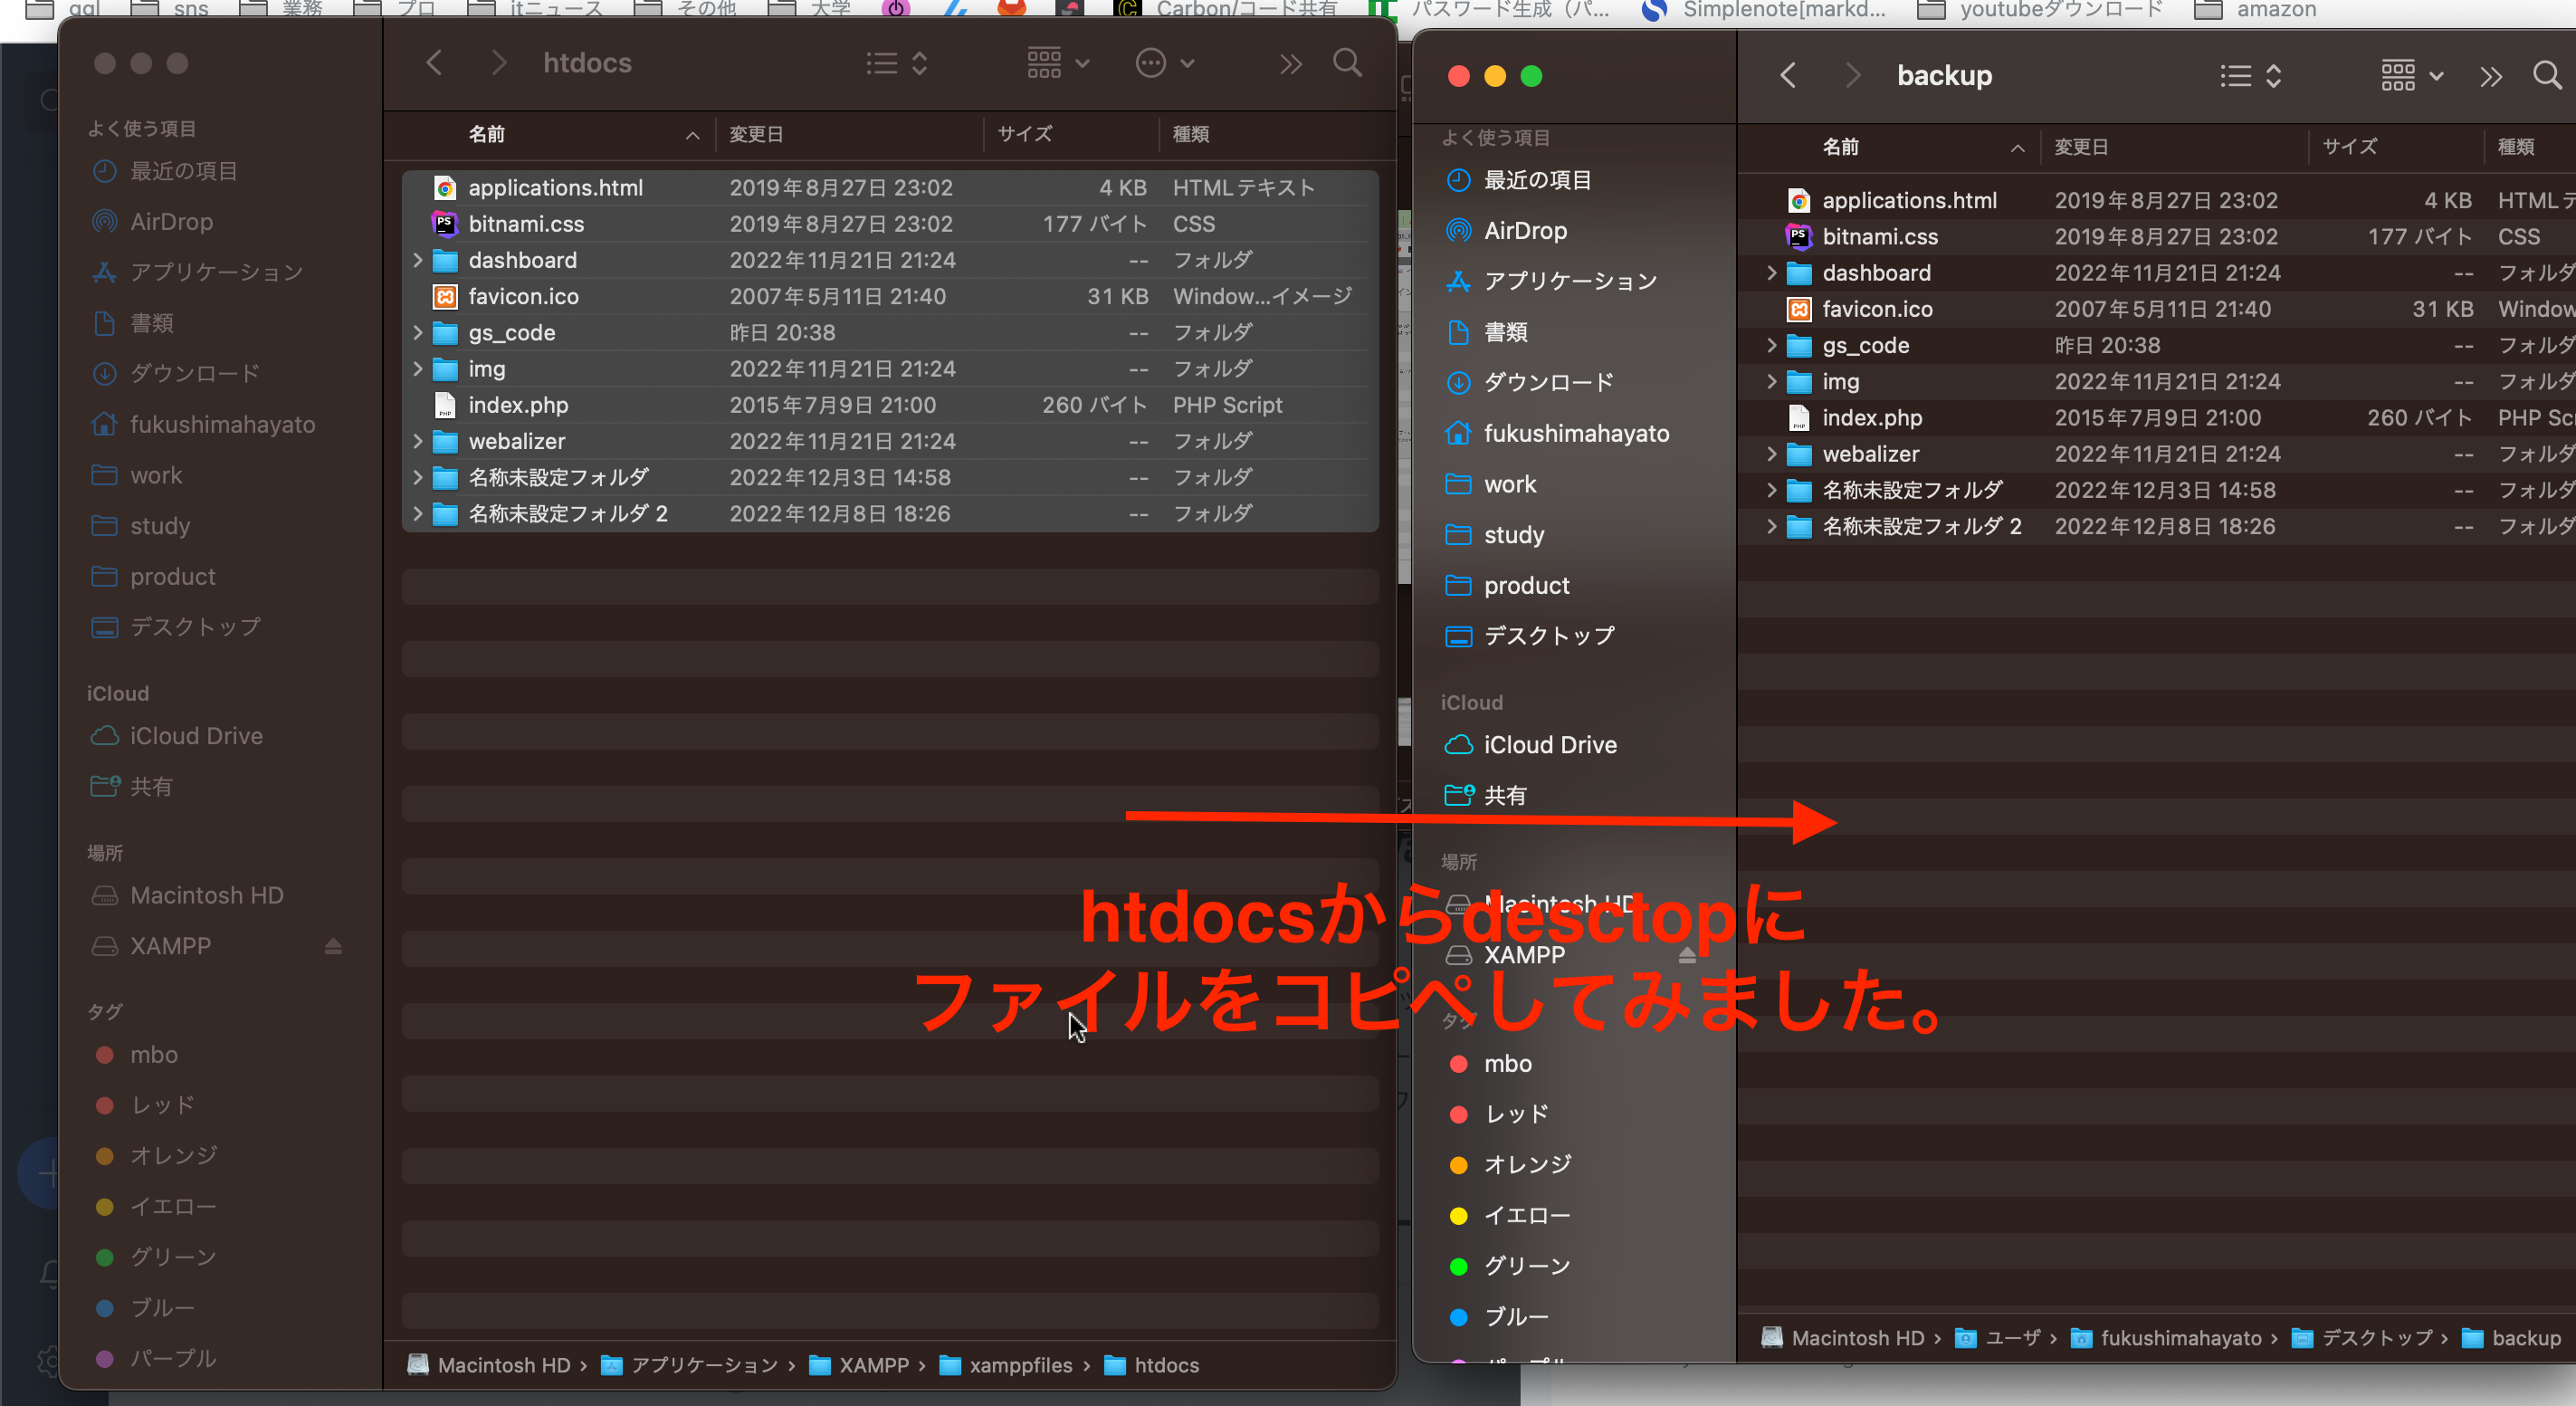 sns
業務
プロ
itニュース
その他
大学
Carbon/コード共有
パスワード生成（パ...
Simplenote[markd...
youtubeダウンロード
amazon
htdocs
よく使う項目
最近の項目
AirDrop
アプリケーション
書類
ダウンロード
fukushimahayato
work
study
product
デスクトップ
iCloud
iCloud Drive
共有
場所
Macintosh HD
XAMPP
タグ
mbo
レッド
オレンジ
イエロー
グリーン
ブルー
パープル
名前 変更日 サイズ 種類
applications.html 2019年8月27日 23:02 4 KB HTMLテキスト
bitnami.css 2019年8月27日 23:02 177 バイト CSS
dashboard 2022年11月21日 21:24 -- フォルダ
favicon.ico 2007年5月11日 21:40 31 KB Window...イメージ
gs_code 昨日 20:38 -- フォルダ
img 2022年11月21日 21:24 -- フォルダ
index.php 2015年7月9日 21:00 260 バイト PHP Script
webalizer 2022年11月21日 21:24 -- フォルダ
名称未設定フォルダ 2022年12月3日 14:58 -- フォルダ
名称未設定フォルダ 2 2022年12月8日 18:26 -- フォルダ
Macintosh HD › アプリケーション › XAMPP › xamppfiles › htdocs
backup
よく使う項目
最近の項目
AirDrop
アプリケーション
書類
ダウンロード
fukushimahayato
work
study
product
デスクトップ
iCloud
iCloud Drive
共有
場所
Macintosh HD
XAMPP
タグ
mbo
レッド
オレンジ
イエロー
グリーン
ブルー
名前 変更日 サイズ 種類
applications.html 2019年8月27日 23:02 4 KB HTMLテ
bitnami.css 2019年8月27日 23:02 177 バイト CSS
dashboard 2022年11月21日 21:24 -- フォルダ
favicon.ico 2007年5月11日 21:40 31 KB Window
gs_code 昨日 20:38 -- フォルダ
img 2022年11月21日 21:24 -- フォルダ
index.php 2015年7月9日 21:00 260 バイト PHP Sc
webalizer 2022年11月21日 21:24 -- フォルダ
名称未設定フォルダ 2022年12月3日 14:58 -- フォルダ
名称未設定フォルダ 2 2022年12月8日 18:26 -- フォルダ
Macintosh HD › ユーザ › fukushimahayato › デスクトップ › backup
htdocsからdesctopに
ファイルをコピペしてみました。